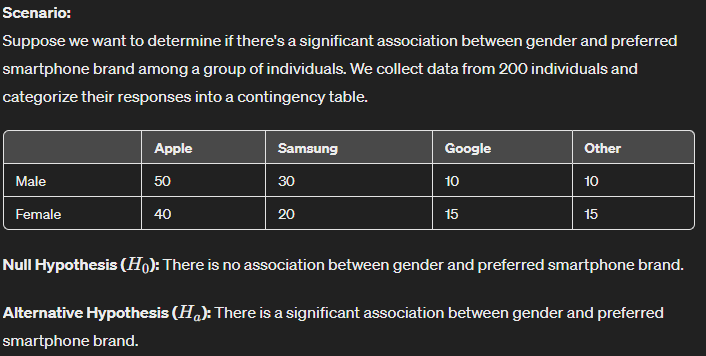 Scenario:
Suppose we want to determine if there's a significant association between gender and preferred
smartphone brand among a group of individuals. We collect data from 200 individuals and
categorize their responses into a contingency table.
Apple Samsung Google Other
Male 50 30 10 10
Female 40 20 15 15
Null Hypothesis (H₀): There is no association between gender and preferred smartphone brand.
Alternative Hypothesis (Hₐ): There is a significant association between gender and preferred
smartphone brand.